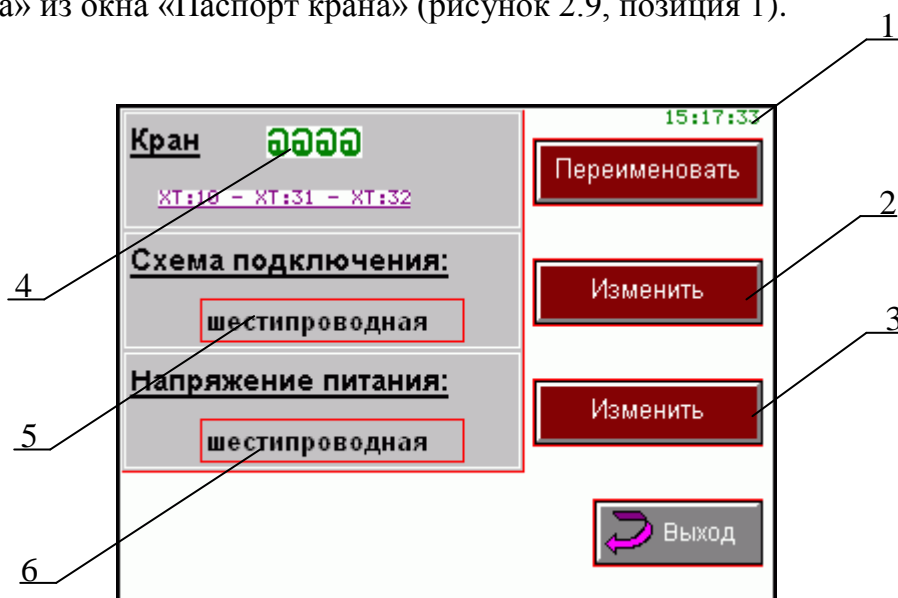 а» из окна «Паспорт крана» (рисунок 2.9, позиция 1).
1
15:17:33
Кран
Переименовать
XT:10 - XT:31 - XT:32
2
Схема подключения:
4
Изменить
шестипроводная
3
Напряжение питания:
Изменить
5
шестипроводная
Выход
6